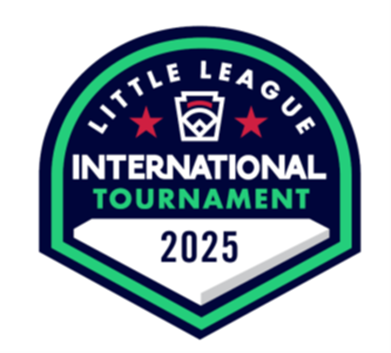 LITTLE LEAGUE
INTERNATIONAL
TOURNAMENT
2025